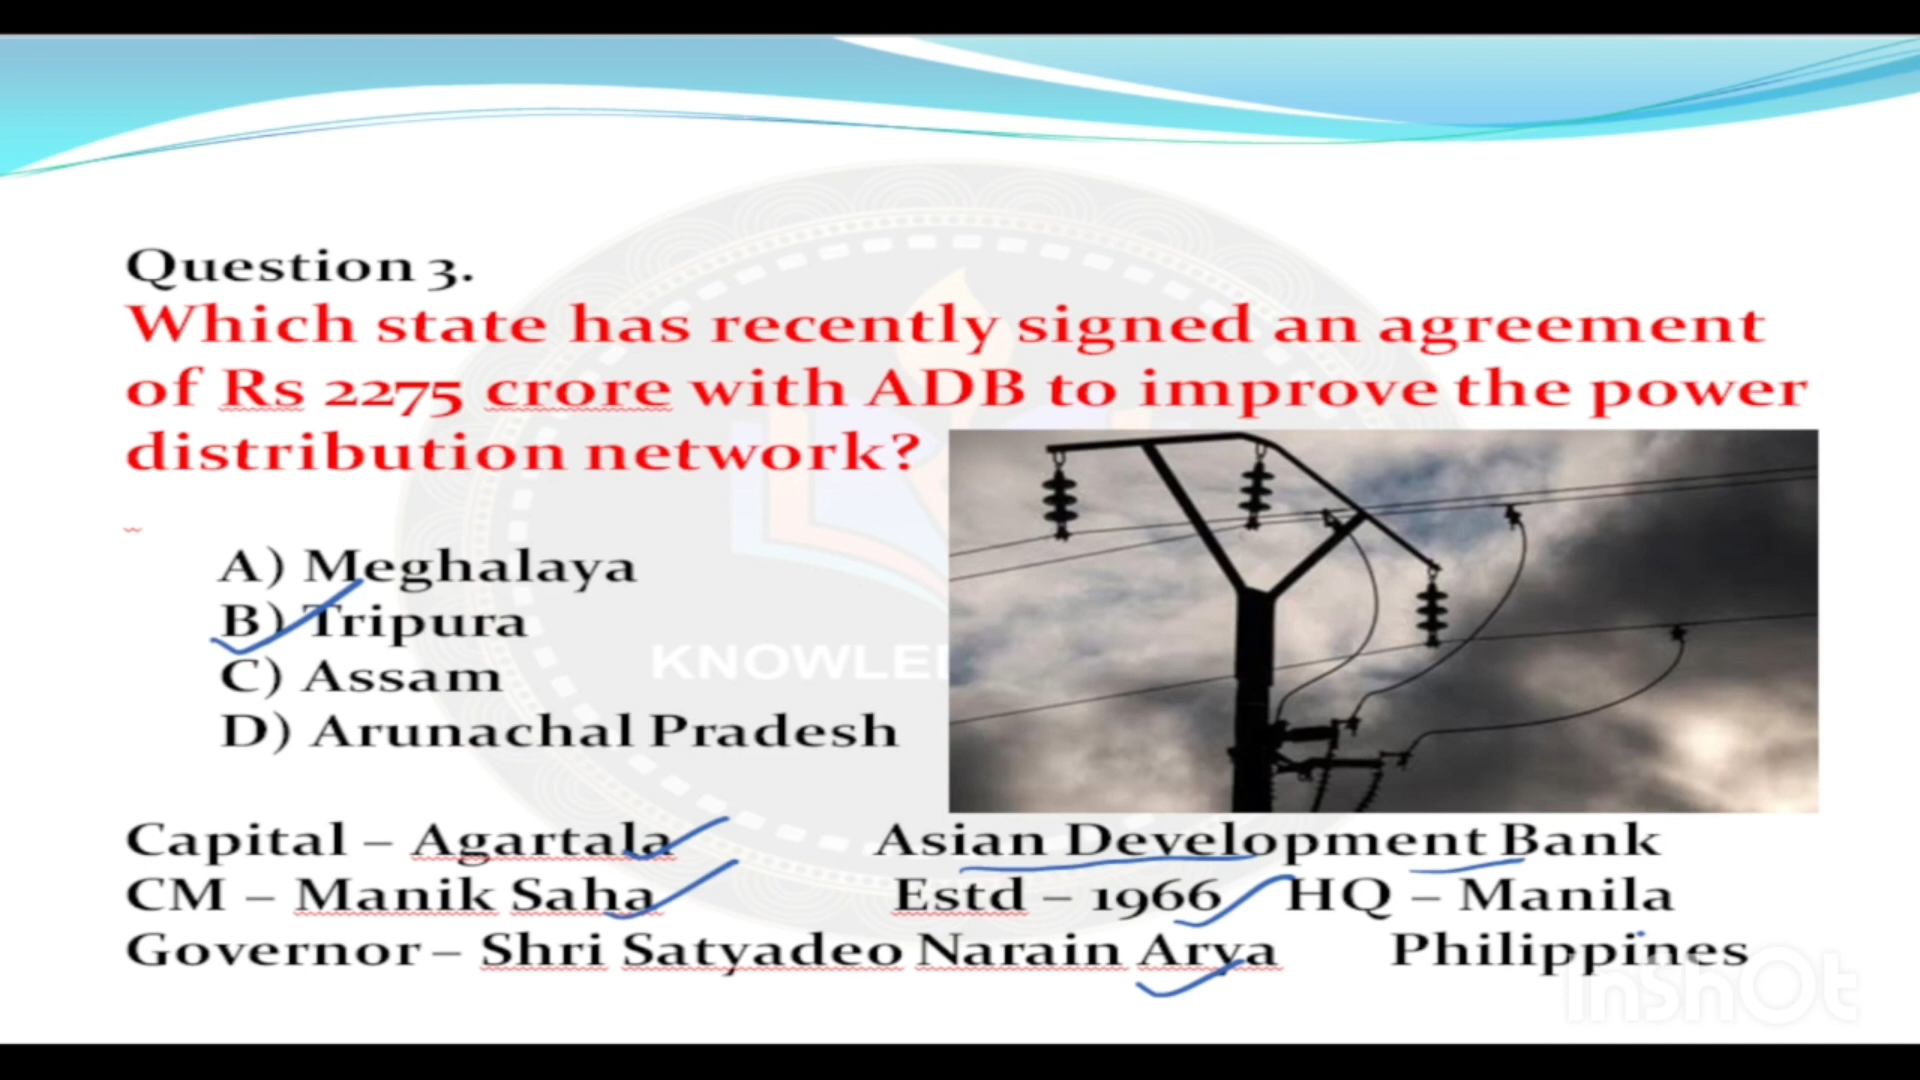 Question 3.
Which state has recently signed an agreement
of Rs 2275 crore with ADB to improve the power
distribution network?
A) Meghalaya
B) Tripura
C) Assam
D) Arunachal Pradesh
KNOWLE
Capital – Agartala
Asian Development Bank
CM – Manik Saha
Estd – 1966 HQ – Manila
Governor – Shri Satyadeo Narain Arya
Philippines
InShOt